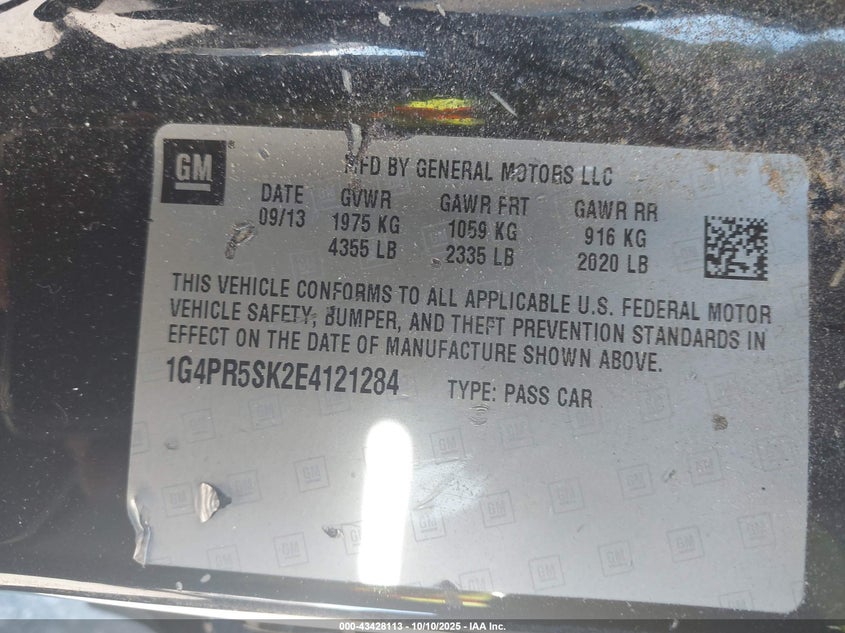 GM
MFD BY GENERAL MOTORS LLC
DATE GVWR GAWR FRT GAWR RR
09/13 1975 KG 1059 KG 916 KG
4355 LB 2335 LB 2020 LB
THIS VEHICLE CONFORMS TO ALL APPLICABLE U.S. FEDERAL MOTOR
VEHICLE SAFETY, BUMPER, AND THEFT PREVENTION STANDARDS IN
EFFECT ON THE DATE OF MANUFACTURE SHOWN ABOVE.
1G4PR5SK2E4121284 TYPE: PASS CAR
000-43428113 - 10/10/2025 - IAA Inc.